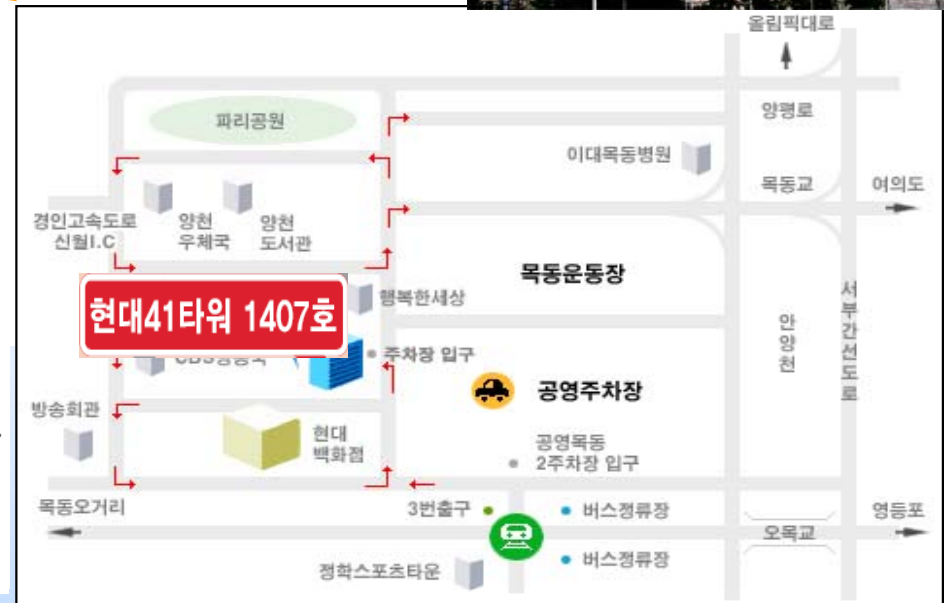 올림픽대로
양평로
파리공원
이대목동병원
목동교
여의도
경인고속도로
신월I.C
양천
우체국
양천
도서관
목동운동장
행복한세상
현대41타워 1407호
서부간선도로
안양천
주차장 입구
공영주차장
방송회관
현대
백화점
공영목동
2주차장 입구
목동오거리
3번출구
버스정류장
영등포
오목교
버스정류장
정학스포츠타운